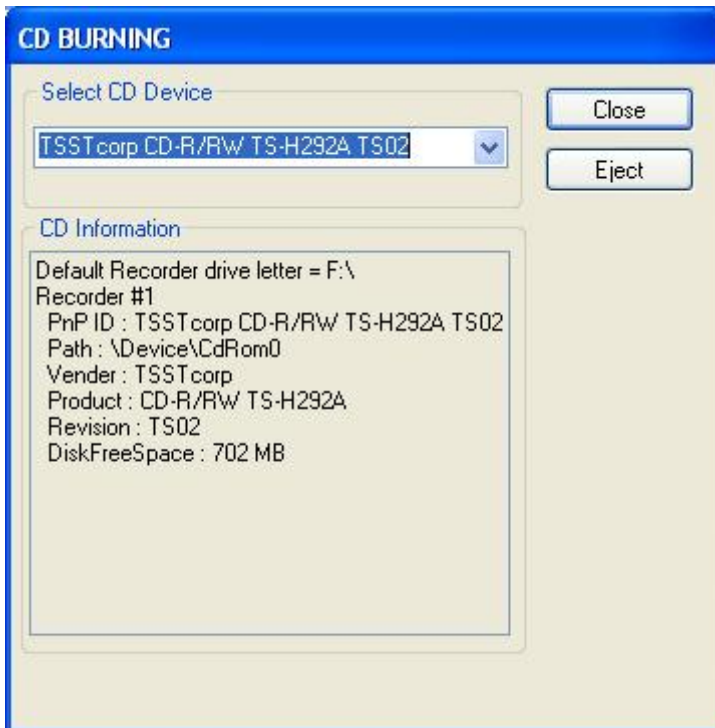 CD BURNING
Select CD Device
TSSTcorp CD-R/RW TS-H292A TS02
Close
Eject
CD Information
Default Recorder drive letter = F:\
Recorder #1
PnP ID : TSSTcorp CD-R/RW TS-H292A TS02
Path : \Device\CdRom0
Vender : TSSTcorp
Product : CD-R/RW TS-H292A
Revision : TS02
DiskFreeSpace : 702 MB